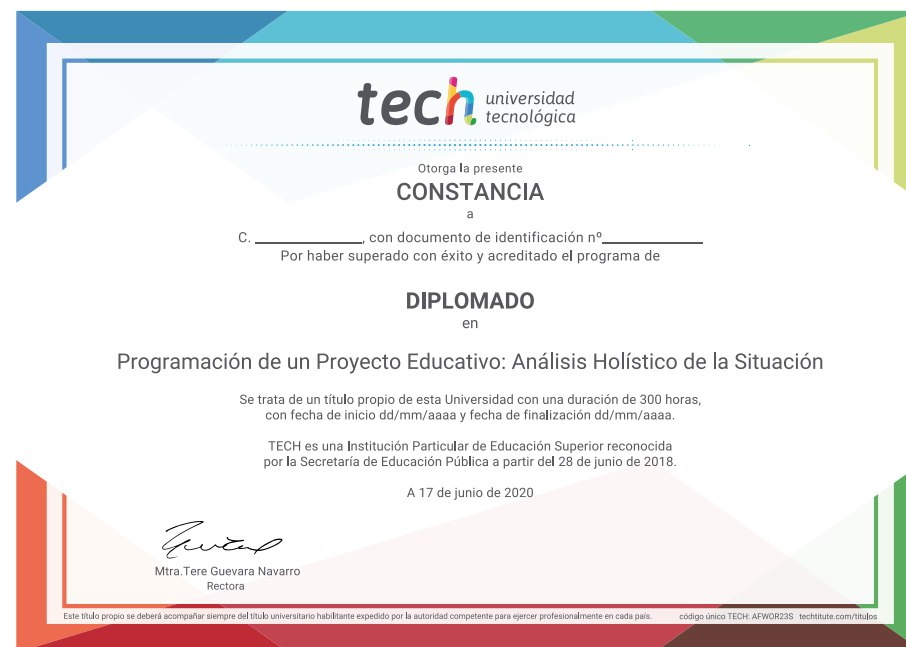 tech universidad
tecnológica
Otorga la presente
CONSTANCIA
a
C. ____________, con documento de identificación nº____________
Por haber superado con éxito y acreditado el programa de
DIPLOMADO
en
Programación de un Proyecto Educativo: Análisis Holístico de la Situación
Se trata de un título propio de esta Universidad con una duración de 300 horas,
con fecha de inicio dd/mm/aaaa y fecha de finalización dd/mm/aaaa.
TECH es una Institución Particular de Educación Superior reconocida
por la Secretaría de Educación Pública a partir del 28 de junio de 2018.
A 17 de junio de 2020
Mtra.Tere Guevara Navarro
Rectora
Este título propio se deberá acompañar siempre del título universitario habilitante expedido por la autoridad competente para ejercer profesionalmente en cada país. código único TECH: AFWOR23S techtitute.com/titulos